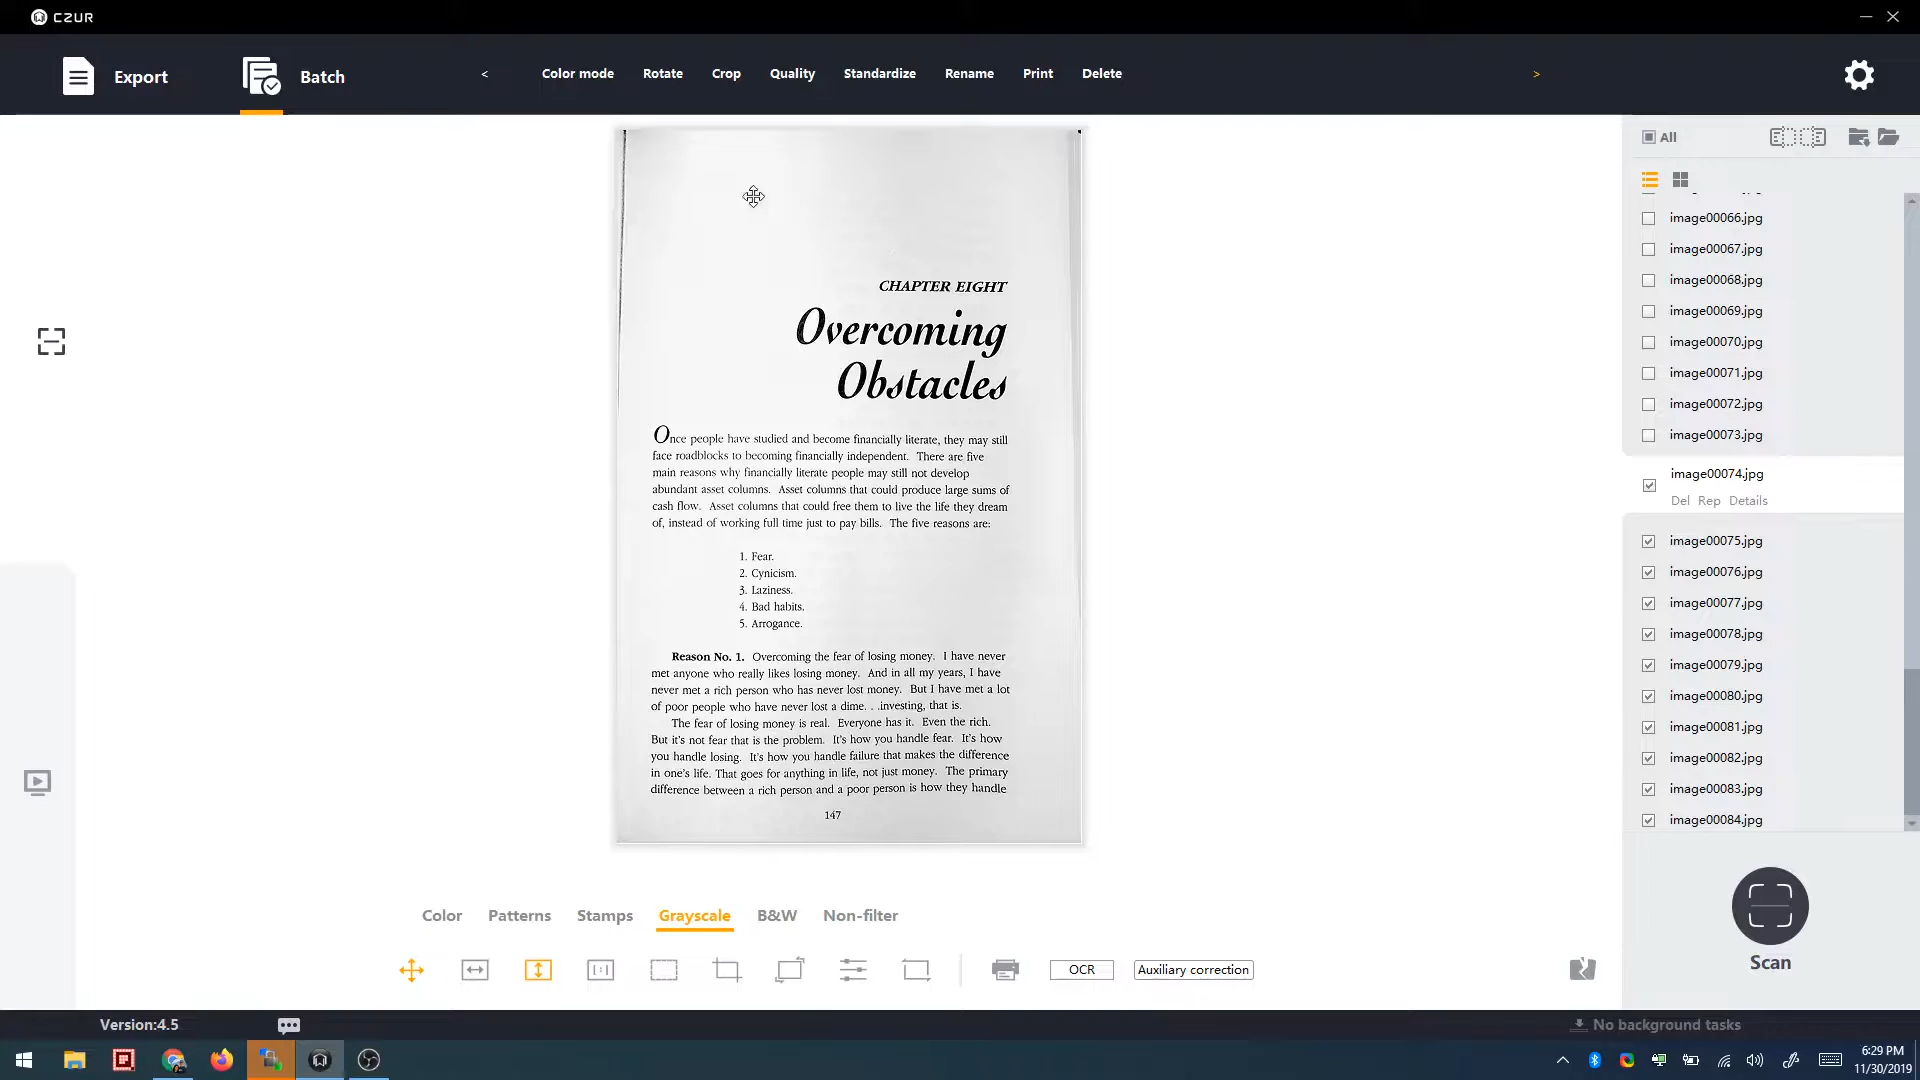 CZUR
Export
Batch
<
Color mode
Rotate
Crop
Quality
Standardize
Rename
Print
Delete
>
CHAPTER EIGHT
Overcoming
Obstacles
Once people have studied and become financially literate, they may still
face roadblocks to becoming financially independent. There are five
main reasons why financially literate people may still not develop
abundant asset columns. Asset columns that could produce large sums of
cash flow. Asset columns that could free them to live the life they dream
of, instead of working full time just to pay bills. The five reasons are:
1. Fear.
2. Cynicism.
3. Laziness.
4. Bad habits.
5. Arrogance.
Reason No. 1. Overcoming the fear of losing money. I have never
met anyone who really likes losing money. And in all my years, I have
never met a rich person who has never lost money. But I have met a lot
of poor people who have never lost a dime. . .investing, that is.
The fear of losing money is real. Everyone has it. Even the rich.
But it's not fear that is the problem. It's how you handle fear. It's how
you handle losing. It's how you handle failure that makes the difference
in one's life. That goes for anything in life, not just money. The primary
difference between a rich person and a poor person is how they handle
147
All
image00066.jpg
image00067.jpg
image00068.jpg
image00069.jpg
image00070.jpg
image00071.jpg
image00072.jpg
image00073.jpg
image00074.jpg
Del Rep Details
image00075.jpg
image00076.jpg
image00077.jpg
image00078.jpg
image00079.jpg
image00080.jpg
image00081.jpg
image00082.jpg
image00083.jpg
image00084.jpg
Scan
Color
Patterns
Stamps
Grayscale
B&W
Non-filter
OCR
Auxiliary correction
Version:4.5
No background tasks
6:29 PM
11/30/2019